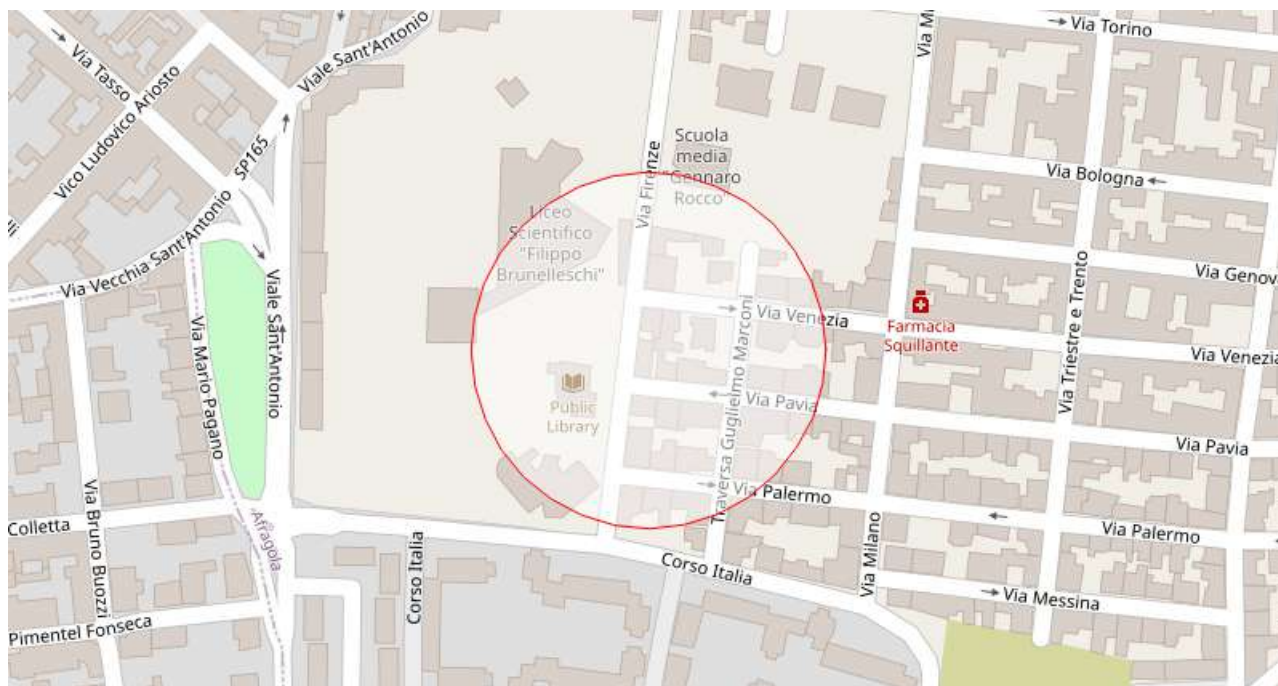 Via Tasso
Viale Sant'Antonio
Via Torino
Vico Ludovico Ariosto
SP165
Via Firenze
Scuola
media
"Gennaro
Rocco"
Via Bologna
Liceo
Scientifico
"Filippo
Brunelleschi"
Via Vecchia Sant'Antonio
Viale Sant'Antonio
Via Mario Pagano
Via Genov
Via Venezia
Farmacia
Squillante
Via Triestre e Trento
Via Venezia
Traversa Guglielmo Marconi
Public
Library
Via Pavia
Via Pavia
Via Palermo
Via Palermo
Colletta
Afragola
Via Bruno Buozzi
Corso Italia
Corso Italia
Via Milano
Via Messina
Pimentel Fonseca